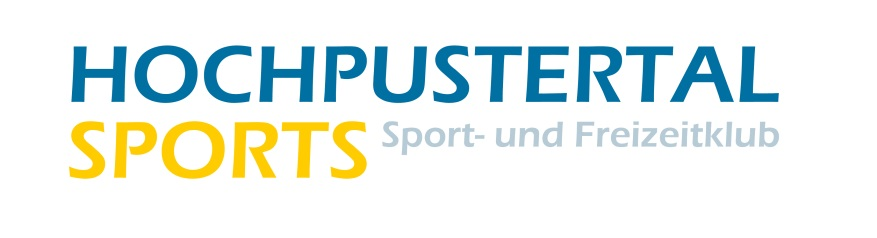 HOCHPUSTERTAL
SPORTS Sport- und Freizeitklub